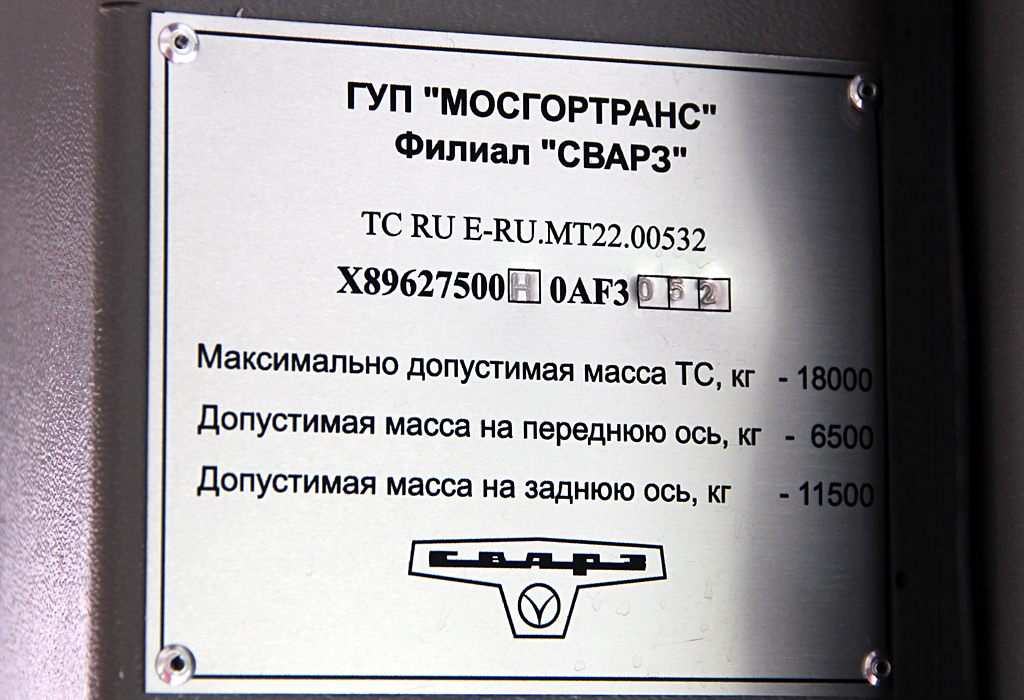 ГУП "МОСГОРТРАНС"
Филиал "СВАРЗ"
ТС RU E-RU.MT22.00532
X89627500H0AF3052
Максимально допустимая масса ТС, кг - 18000
Допустимая масса на переднюю ось, кг - 6500
Допустимая масса на заднюю ось, кг - 11500
СВАРЗ